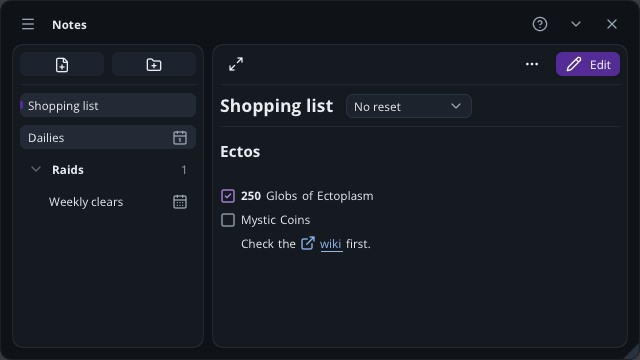 Notes
Edit
Shopping list
Dailies
Raids 1
Weekly clears
Shopping list No reset
Ectos
250 Globs of Ectoplasm
Mystic Coins
Check the wiki first.